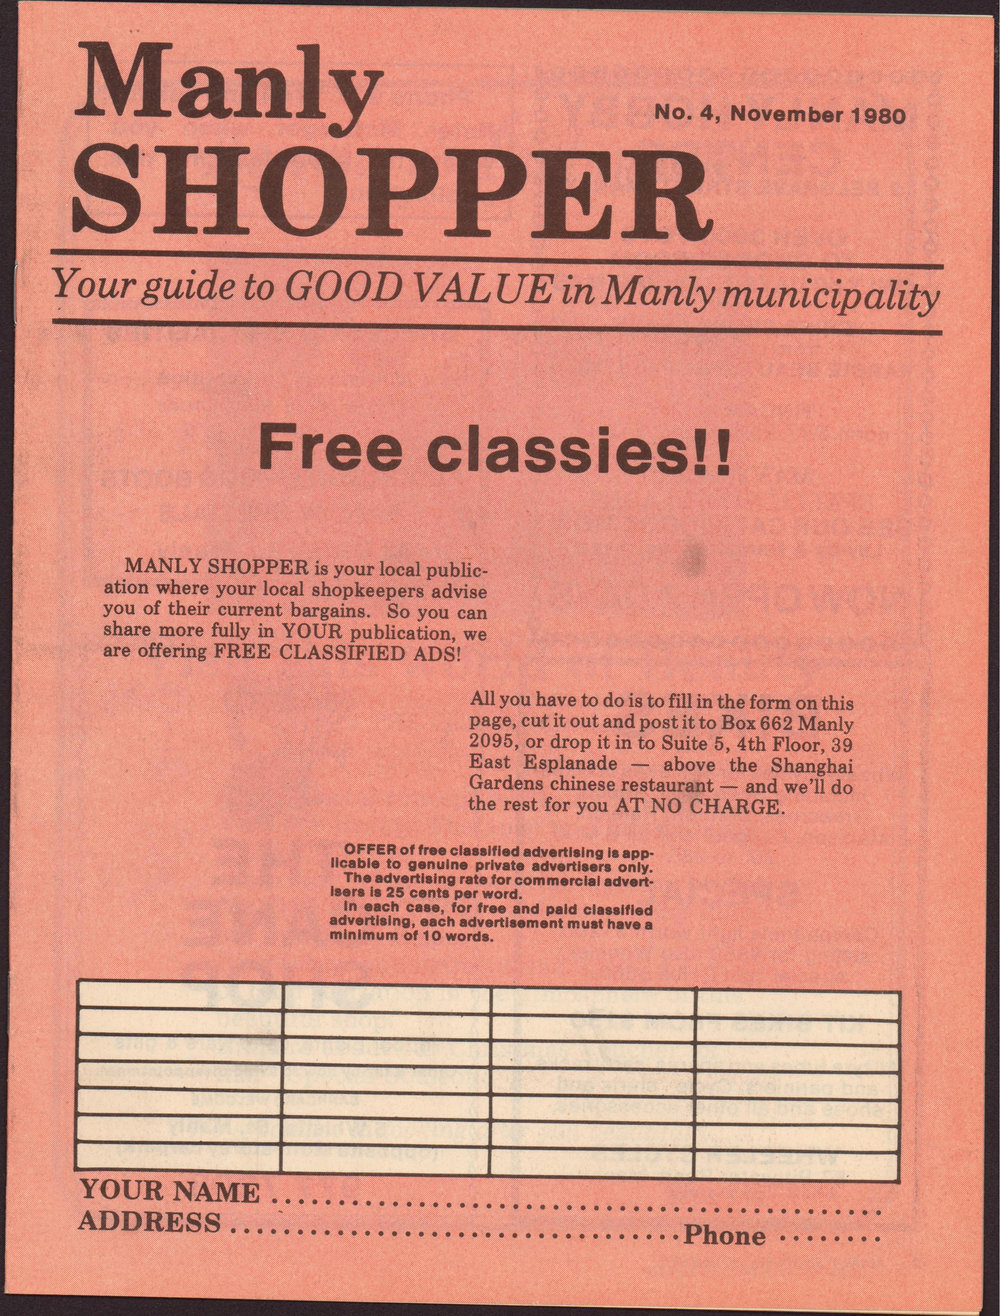 Manly
No. 4, November 1980
SHOPPER
Your guide to GOOD VALUE in Manly municipality
Free classies!!
MANLY SHOPPER is your local public-
ation where your local shopkeepers advise
you of their current bargains. So you can
share more fully in YOUR publication, we
are offering FREE CLASSIFIED ADS!
All you have to do is to fill in the form on this
page, cut it out and post it to Box 662 Manly
2095, or drop it in to Suite 5, 4th Floor, 39
East Esplanade — above the Shanghai
Gardens chinese restaurant — and we'll do
the rest for you AT NO CHARGE.
OFFER of free classified advertising is app-
licable to genuine private advertisers only.
The advertising rate for commercial advert-
isers is 25 cents per word.
In each case, for free and paid classified
advertising, each advertisement must have a
minimum of 10 words.
YOUR NAME ................................................
ADDRESS .................................... Phone ........